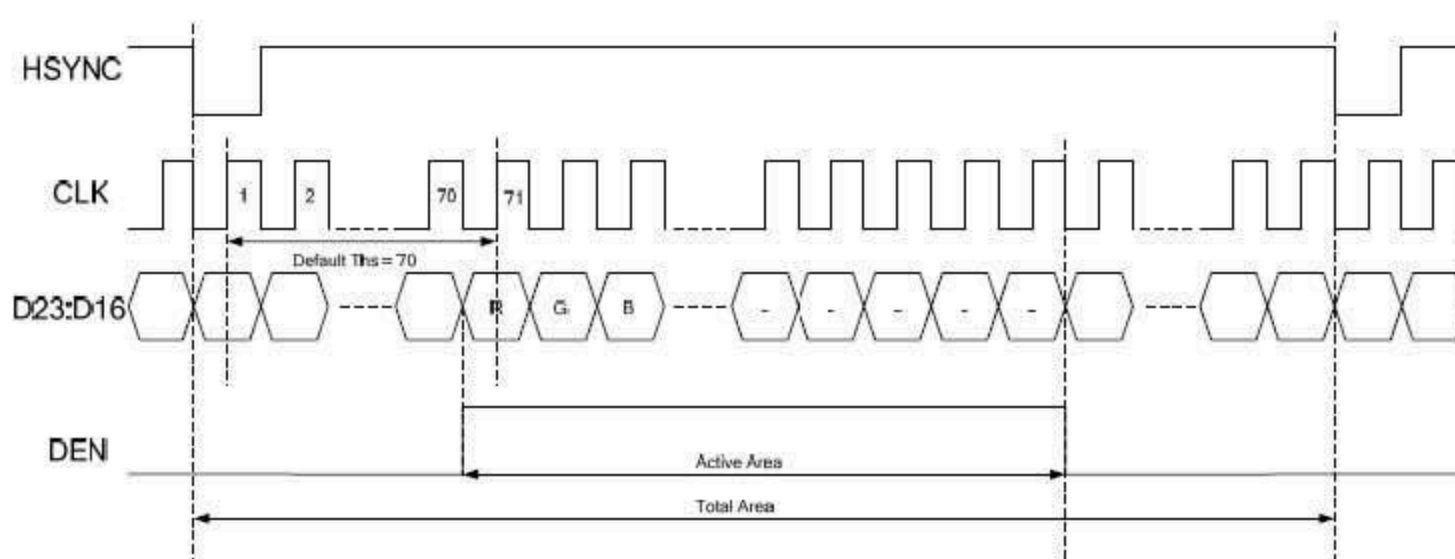 HSYNC
CLK
1 2 70 71
Default Ths = 70
D23:D16
R G B - - - - -
DEN
Active Area
Total Area